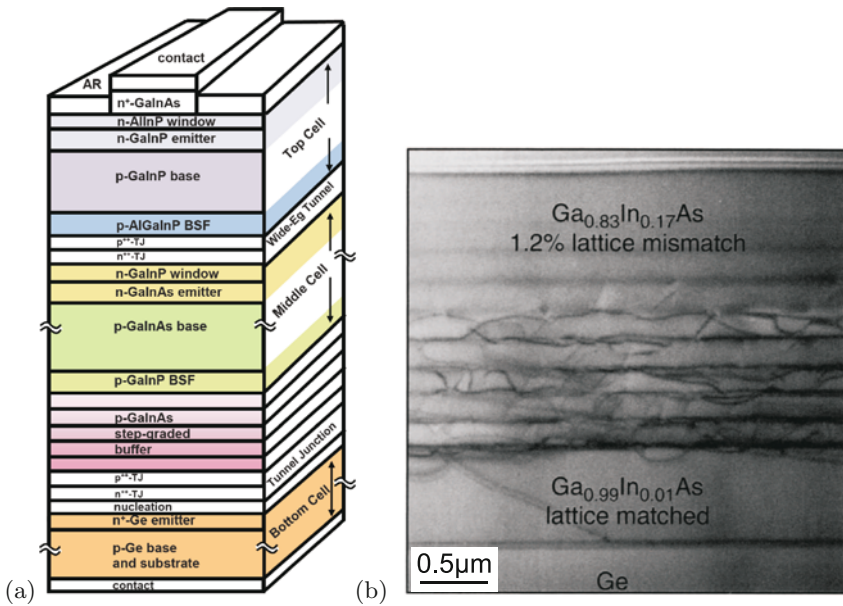 contact
AR
n⁺-GaInAs
n-AlInP window
n-GaInP emitter
p-GaInP base
p-AlGaInP BSF
p⁺⁺-TJ
n⁺⁺-TJ
n-GaInP window
n-GaInAs emitter
p-GaInAs base
p-GaInP BSF
p-GaInAs
step-graded
buffer
p⁺⁺-TJ
n⁺⁺-TJ
nucleation
n⁺-Ge emitter
p-Ge base
and substrate
contact
Top Cell
Wide-Eg Tunnel
Middle Cell
Tunnel Junction
Bottom Cell
(a)
Ga0.83In0.17As
1.2% lattice mismatch
Ga0.99In0.01As
lattice matched
0.5µm
Ge
(b)